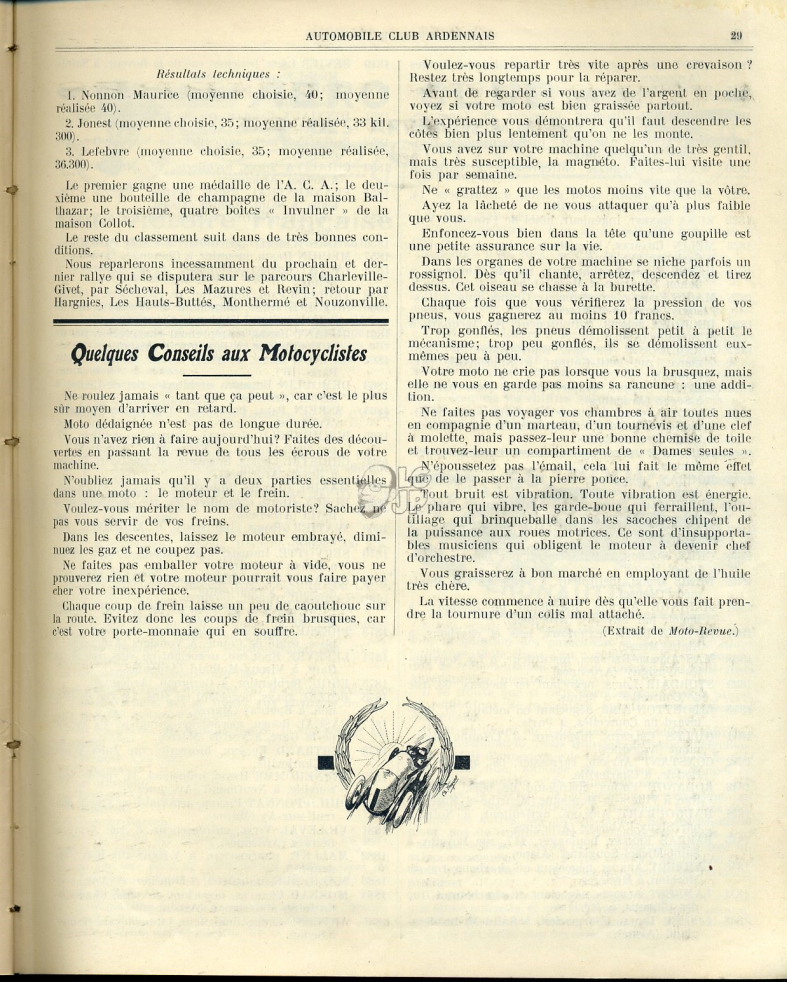 AUTOMOBILE CLUB ARDENNAIS 29
Résultats techniques :
1. Nonnon Maurice (moyenne choisie, 40; moyenne
réalisée 40).
2. Jonest (moyenne choisie, 35; moyenne réalisée, 33 kil.
300).
3. Lefebvre (moyenne choisie, 35; moyenne réalisée,
36.300).
Le premier gagne une médaille de l'A. C. A.; le deu-
xième une bouteille de champagne de la maison Bal-
thazar; le troisième, quatre boîtes « Invulner » de la
maison Collot.
Le reste du classement suit dans de très bonnes con-
ditions.
Nous reparlerons incessamment du prochain et der-
nier rallye qui se disputera sur le parcours Charleville-
Givet, par Sécheval, Les Mazures et Revin; retour par
Hargnies, Les Hauts-Buttés, Monthermé et Nouzonville.
Quelques Conseils aux Motocyclistes
Ne roulez jamais « tant que ça peut », car c'est le plus
sûr moyen d'arriver en retard.
Moto dédaignée n'est pas de longue durée.
Vous n'avez rien à faire aujourd'hui? Faites des décou-
vertes en passant la revue de tous les écrous de votre
machine.
N'oubliez jamais qu'il y a deux parties essentielles
dans une moto : le moteur et le frein.
Voulez-vous mériter le nom de motoriste? Sachez ne
pas vous servir de vos freins.
Dans les descentes, laissez le moteur embrayé, dimi-
nuez les gaz et ne coupez pas.
Ne faites pas emballer votre moteur à vide, vous ne
prouverez rien et votre moteur pourrait vous faire payer
cher votre inexpérience.
Chaque coup de frein laisse un peu de caoutchouc sur
la route. Evitez donc les coups de frein brusques, car
c'est votre porte-monnaie qui en souffre.
Voulez-vous repartir très vite après une crevaison ?
Restez très longtemps pour la réparer.
Avant de regarder si vous avez de l'argent en poche,
voyez si votre moto est bien graissée partout.
L'expérience vous démontrera qu'il faut descendre les
côtes bien plus lentement qu'on ne les monte.
Vous avez sur votre machine quelqu'un de très gentil,
mais très susceptible, la magnéto. Faites-lui visite une
fois par semaine.
Ne « grattez » que les motos moins vite que la vôtre.
Ayez la lâcheté de ne vous attaquer qu'à plus faible
que vous.
Enfoncez-vous bien dans la tête qu'une goupille est
une petite assurance sur la vie.
Dans les organes de votre machine se niche parfois un
rossignol. Dès qu'il chante, arrêtez, descendez et tirez
dessus. Cet oiseau se chasse à la burette.
Chaque fois que vous vérifierez la pression de vos
pneus, vous gagnerez au moins 10 francs.
Trop gonflés, les pneus démolissent petit à petit le
mécanisme; trop peu gonflés, ils se démolissent eux-
mêmes peu à peu.
Votre moto ne crie pas lorsque vous la brusquez, mais
elle ne vous en garde pas moins sa rancune : une addi-
tion.
Ne faites pas voyager vos chambres à air toutes nues
en compagnie d'un marteau, d'un tournevis et d'une clef
à molette, mais passez-leur une bonne chemise de toile
et trouvez-leur un compartiment de « Dames seules ».
N'époussetez pas l'émail, cela lui fait le même effet
que de le passer à la pierre ponce.
Tout bruit est vibration. Toute vibration est énergie.
Le phare qui vibre, les garde-boue qui ferraillent, l'ou-
tillage qui brinqueballe dans les sacoches chipent de
la puissance aux roues motrices. Ce sont d'insupporta-
bles musiciens qui obligent le moteur à devenir chef
d'orchestre.
Vous graisserez à bon marché en employant de l'huile
très chère.
La vitesse commence à nuire dès qu'elle vous fait pren-
dre la tournure d'un colis mal attaché.
(Extrait de Moto-Revue.)